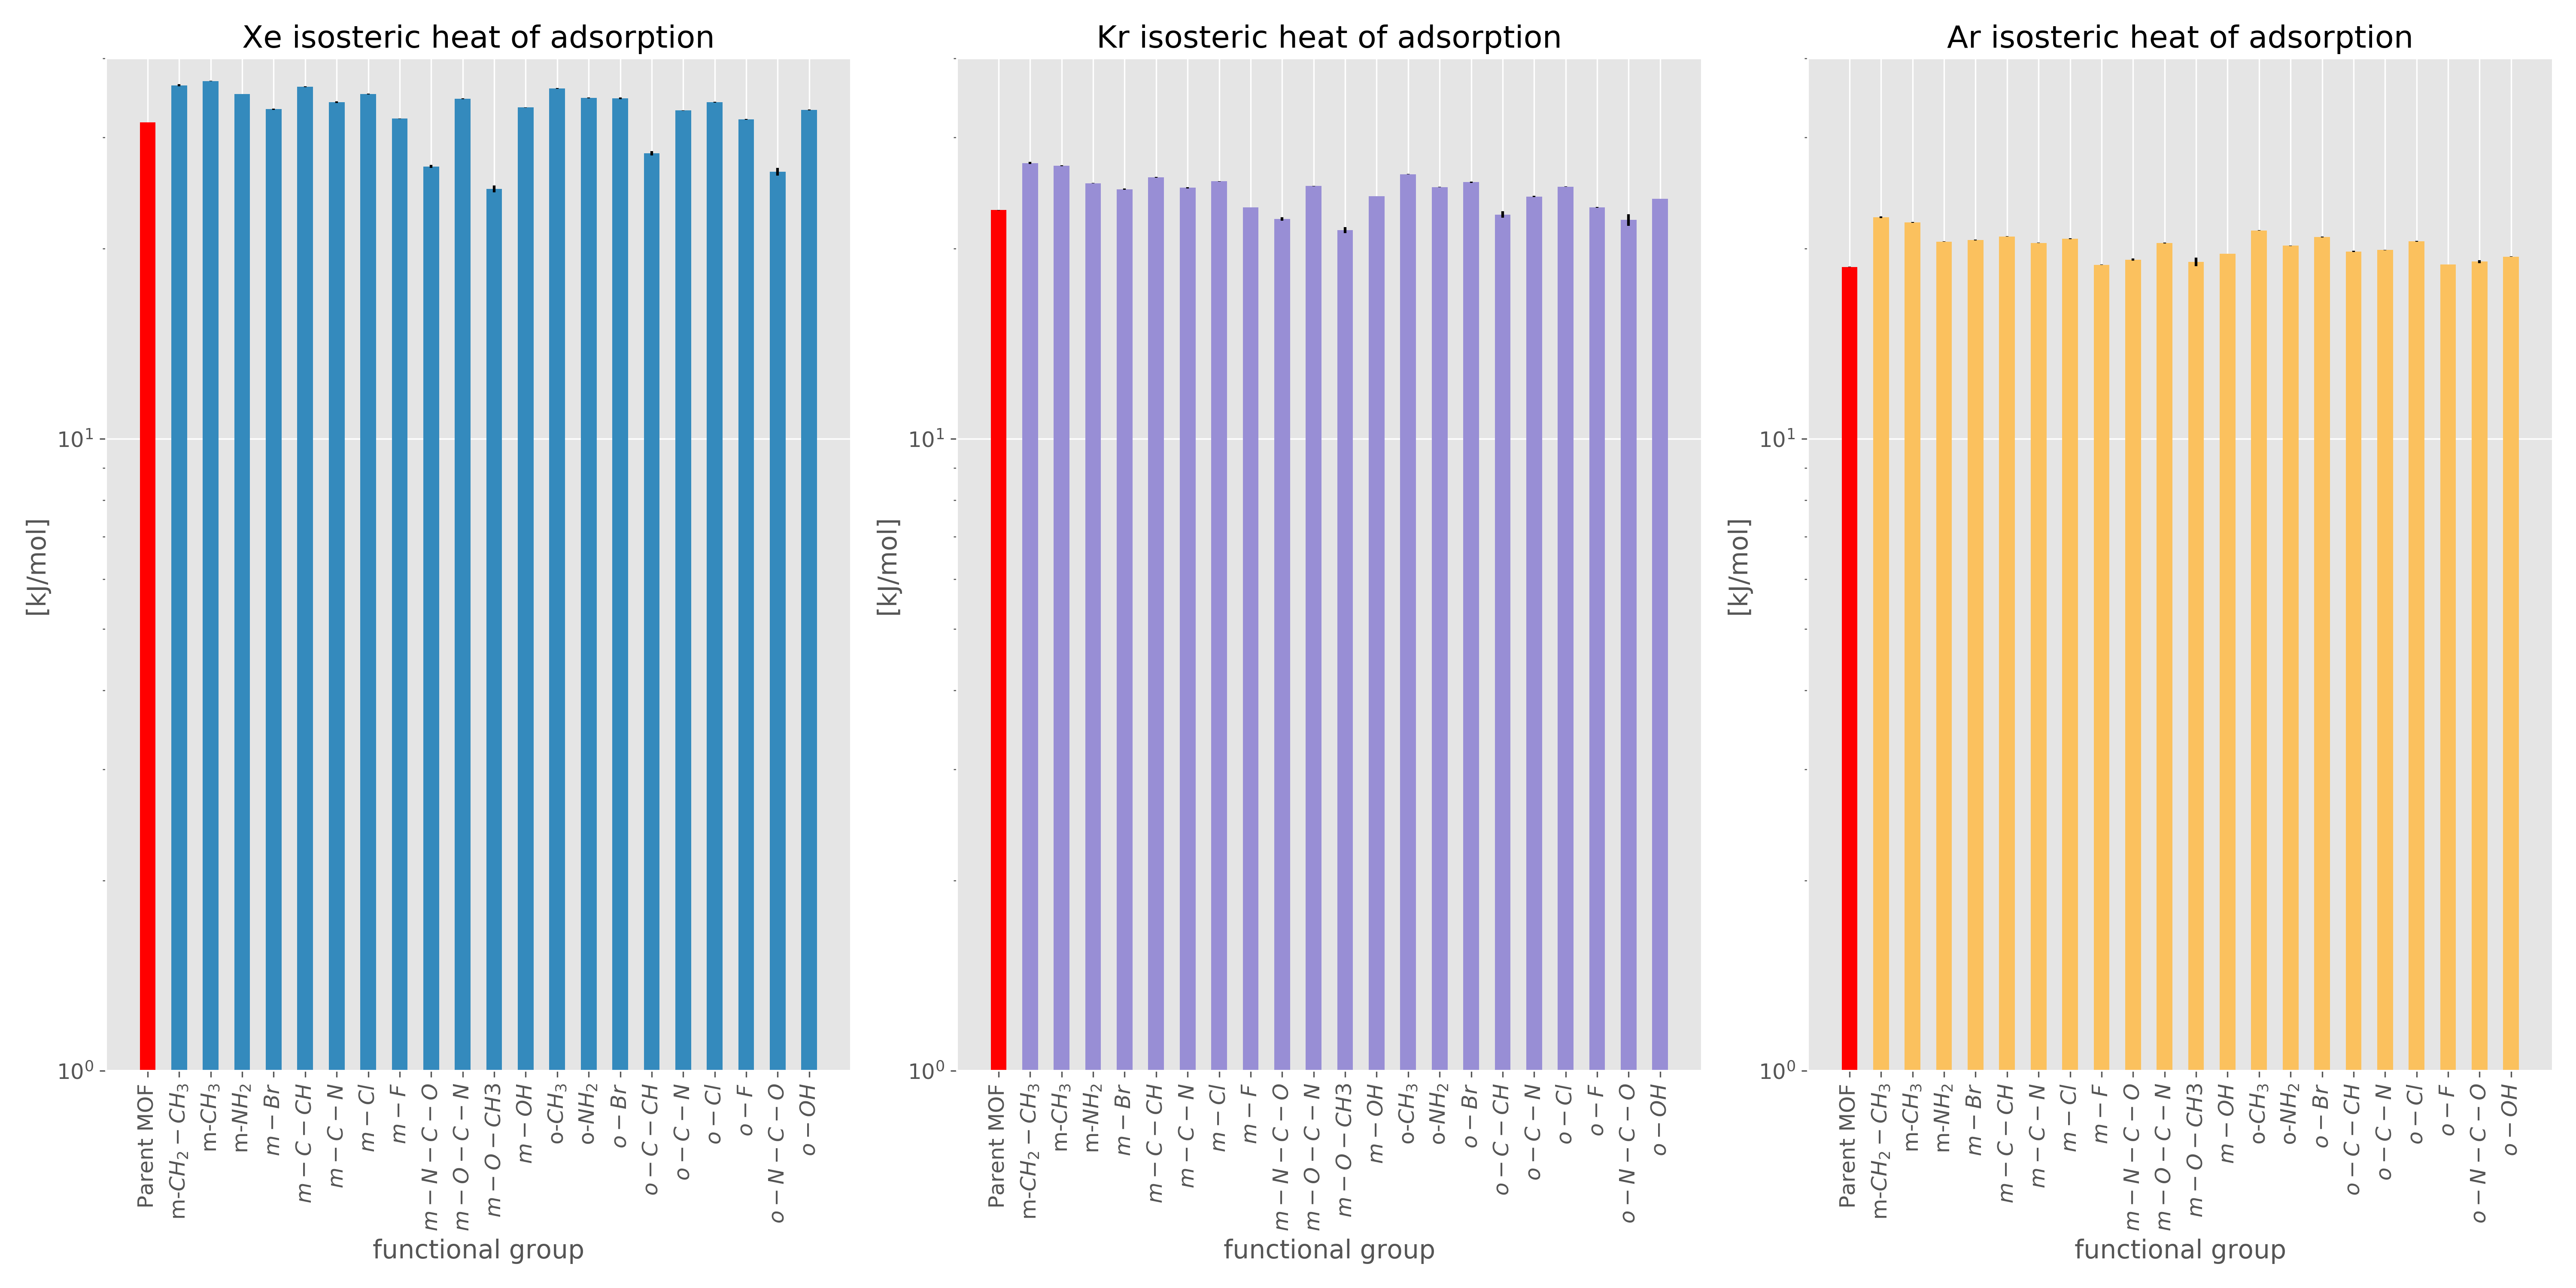 Xe isosteric heat of adsorption
[kJ/mol]
10¹
10⁰
Parent MOF
m-CH₂ − CH₃
m-CH₃
m-NH₂
m − Br
m − C − CH
m − C − N
m − Cl
m − F
m − N − C − O
m − O − C − N
m − O − CH3
m − OH
o-CH₃
o-NH₂
o − Br
o − C − CH
o − C − N
o − Cl
o − F
o − N − C − O
o − OH
functional group
Kr isosteric heat of adsorption
[kJ/mol]
10¹
10⁰
Parent MOF
m-CH₂ − CH₃
m-CH₃
m-NH₂
m − Br
m − C − CH
m − C − N
m − Cl
m − F
m − N − C − O
m − O − C − N
m − O − CH3
m − OH
o-CH₃
o-NH₂
o − Br
o − C − CH
o − C − N
o − Cl
o − F
o − N − C − O
o − OH
functional group
Ar isosteric heat of adsorption
[kJ/mol]
10¹
10⁰
Parent MOF
m-CH₂ − CH₃
m-CH₃
m-NH₂
m − Br
m − C − CH
m − C − N
m − Cl
m − F
m − N − C − O
m − O − C − N
m − O − CH3
m − OH
o-CH₃
o-NH₂
o − Br
o − C − CH
o − C − N
o − Cl
o − F
o − N − C − O
o − OH
functional group